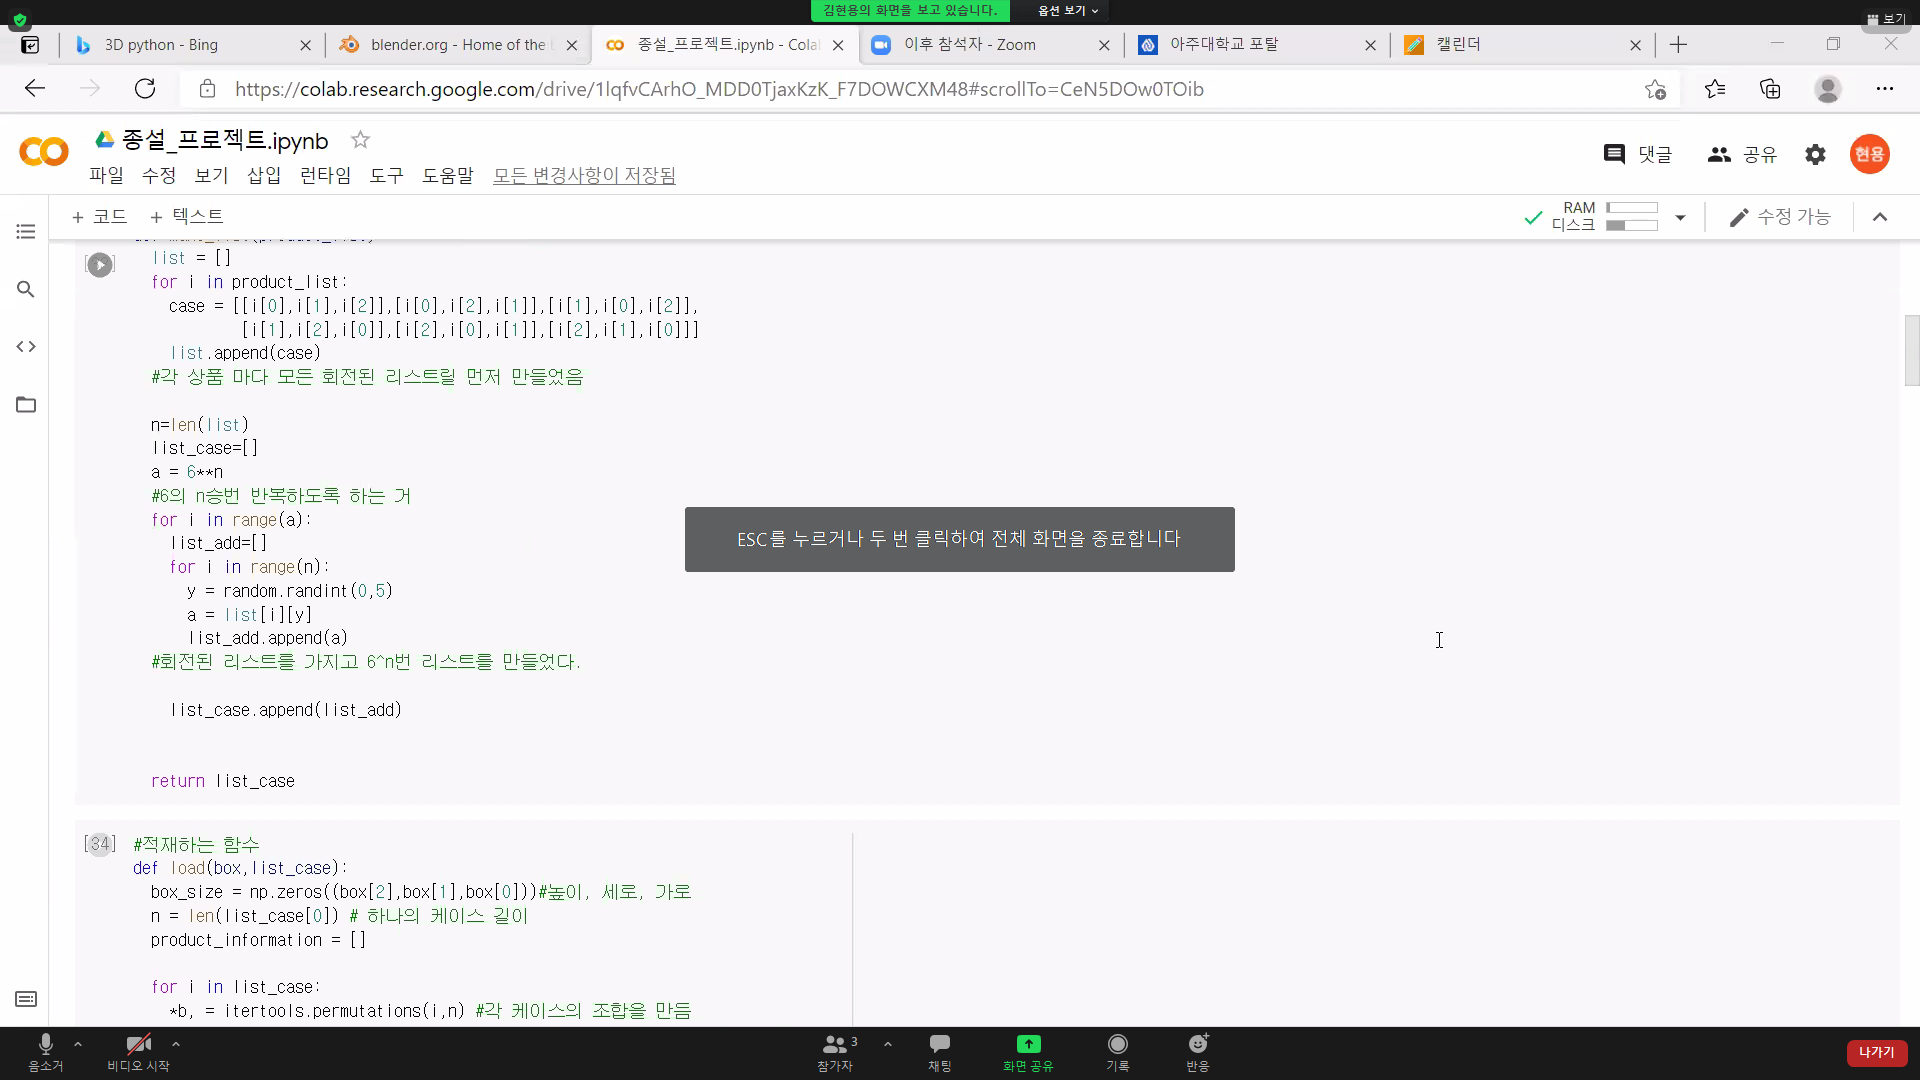 김현용의 화면을 보고 있습니다.
옵션 보기
보기
3D python - Bing
blender.org - Home of the
종설_프로젝트.ipynb - Cola
이후 참석자 - Zoom
아주대학교 포탈
캘린더
https://colab.research.google.com/drive/1lqfvCArhO_MDD0TjaxKzK_F7DOWCXM48#scrollTo=CeN5DOw0TOib
종설_프로젝트.ipynb
댓글
공유
현용
파일 수정 보기 삽입 런타임 도구 도움말 모든 변경사항이 저장됨
+ 코드 + 텍스트
RAM
디스크
수정 가능
list = []
for i in product_list:
case = [[i[0],i[1],i[2]],[i[0],i[2],i[1]],[i[1],i[0],i[2]],
[i[1],i[2],i[0]],[i[2],i[0],i[1]],[i[2],i[1],i[0]]]
list.append(case)
#각 상품 마다 모든 회전된 리스트릴 먼저 만들었음
n=len(list)
list_case=[]
a = 6**n
#6의 n승번 반복하도록 하는 거
for i in range(a):
list_add=[]
for i in range(n):
y = random.randint(0,5)
a = list[i][y]
list_add.append(a)
#회전된 리스트를 가지고 6^n번 리스트를 만들었다.
list_case.append(list_add)
return list_case
ESC를 누르거나 두 번 클릭하여 전체 화면을 종료합니다
[34] #적재하는 함수
def load(box,list_case):
box_size = np.zeros((box[2],box[1],box[0]))#높이, 세로, 가로
n = len(list_case[0]) # 하나의 케이스 길이
product_information = []
for i in list_case:
*b, = itertools.permutations(i,n) #각 케이스의 조합을 만듬
음소거
비디오 시작
참가자 3
채팅
화면 공유
기록
반응
나가기